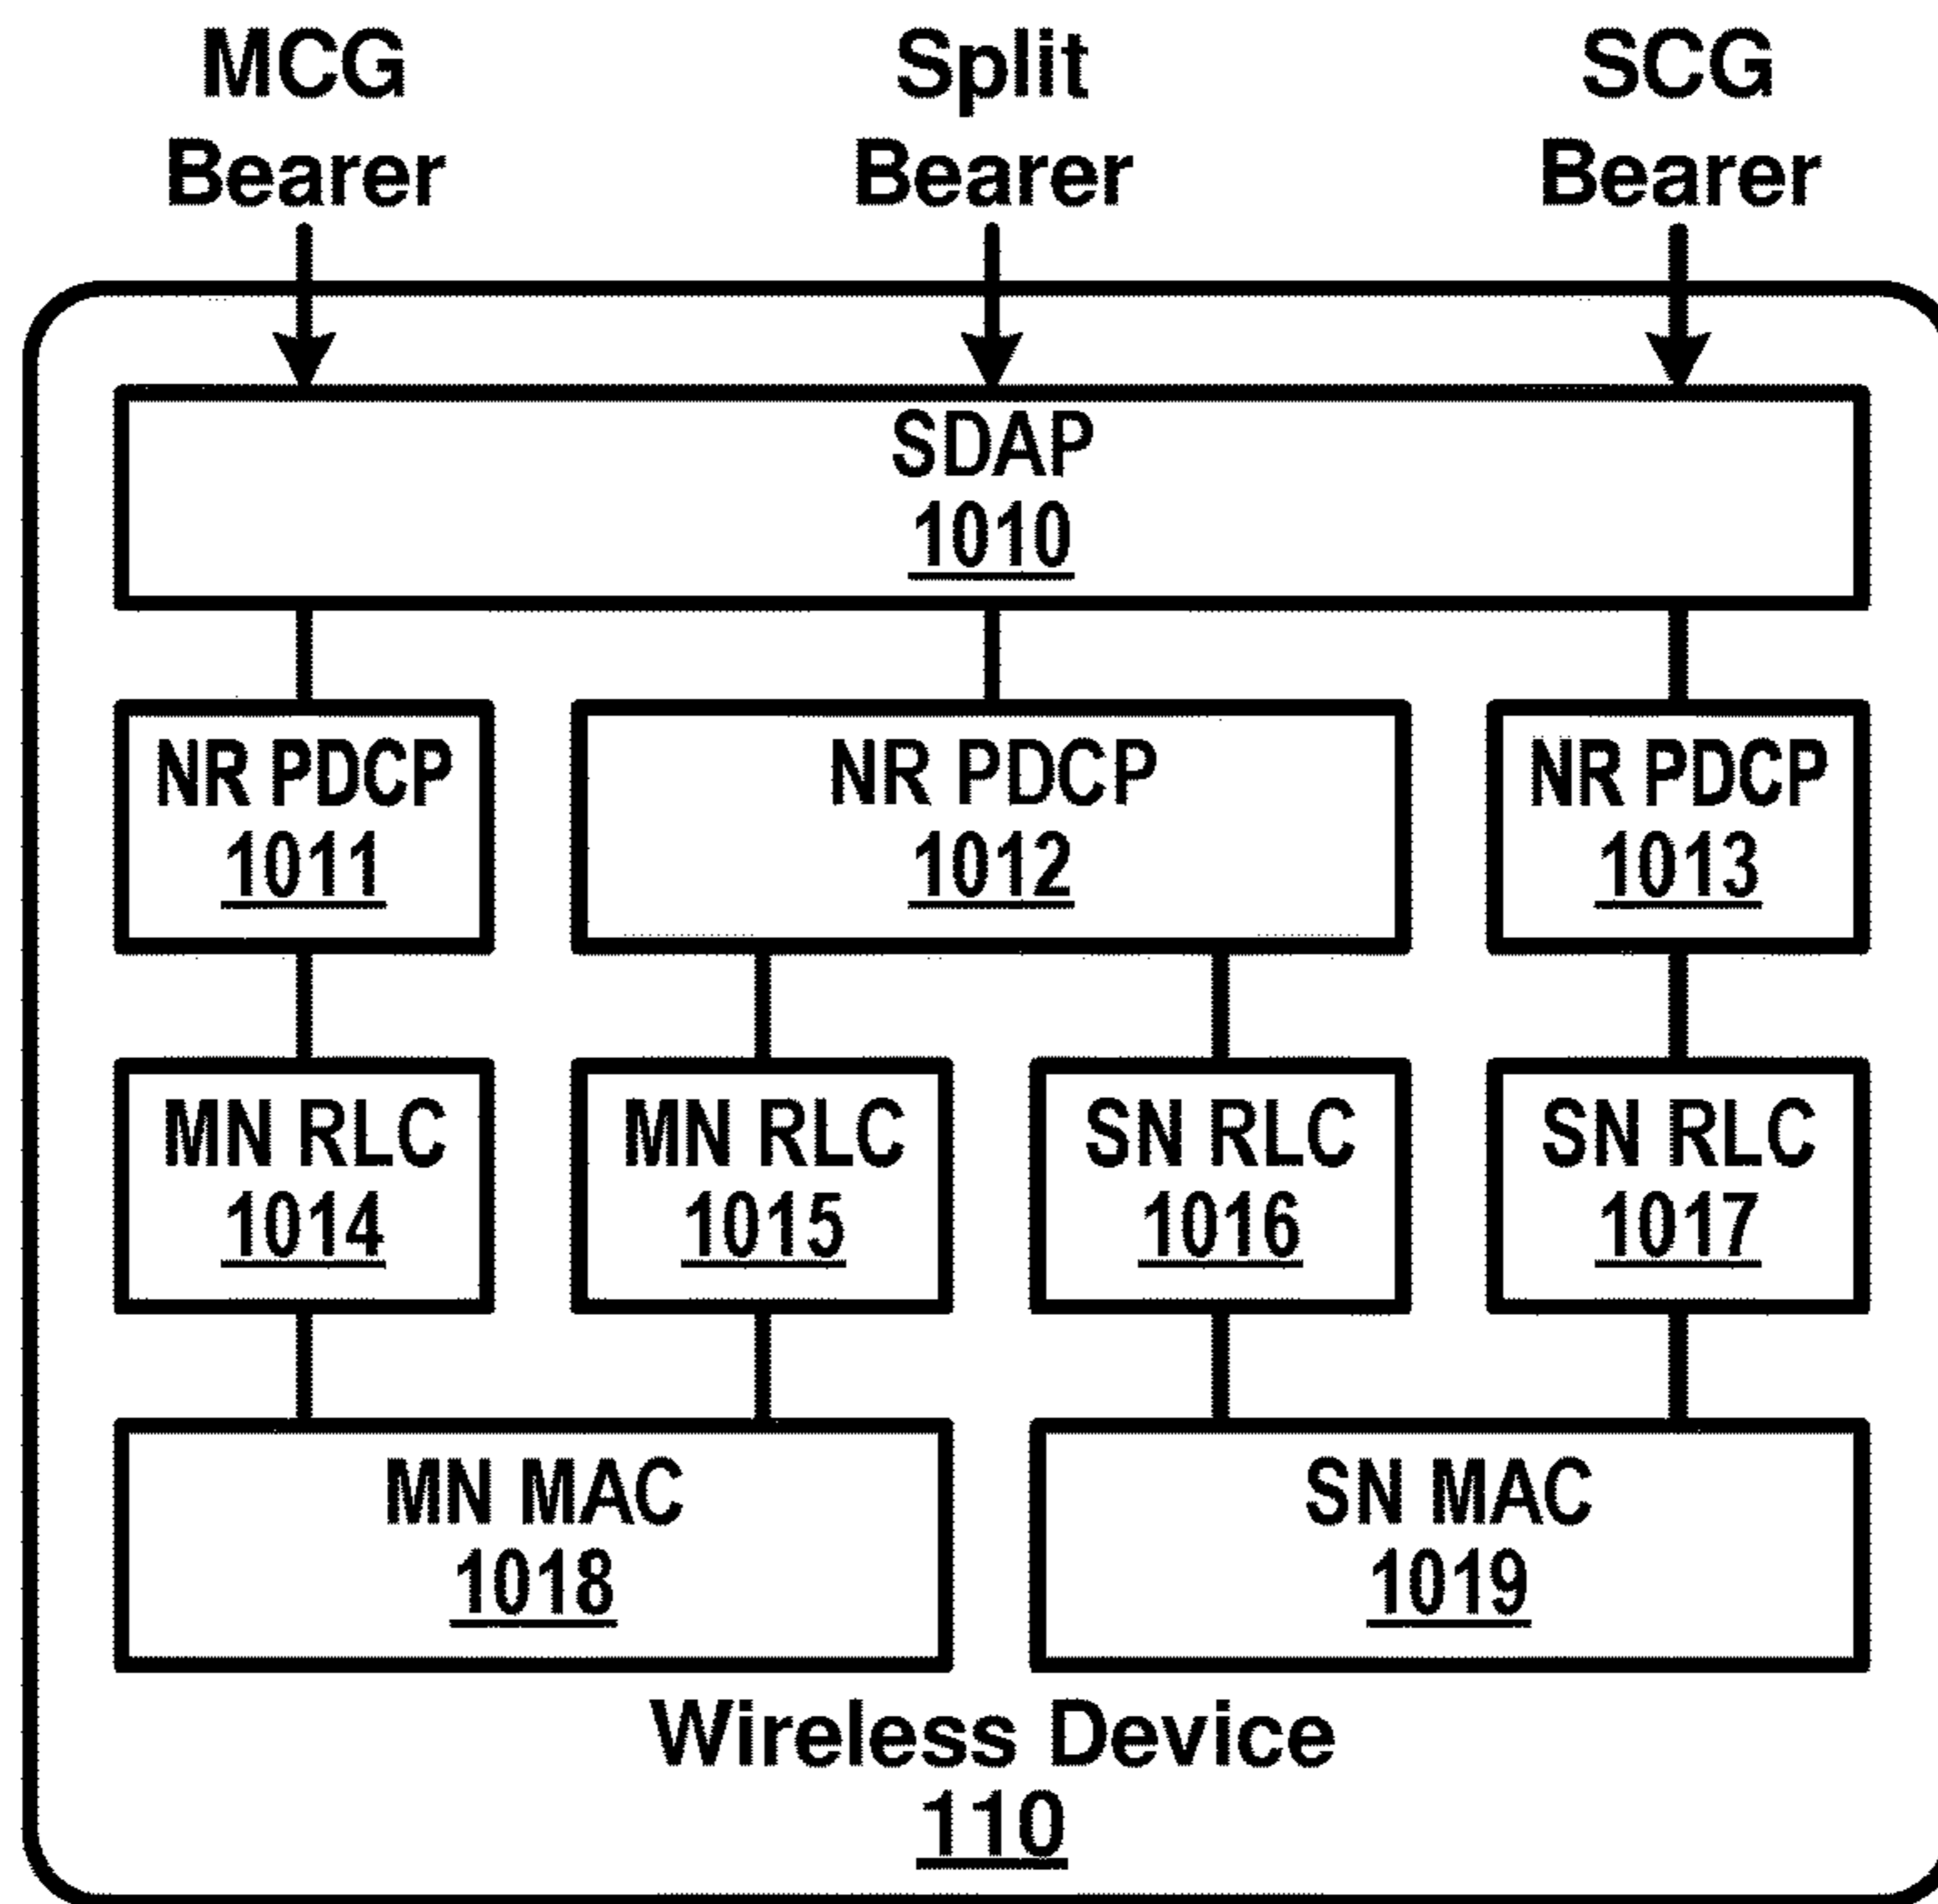 MCG
Bearer
Split
Bearer
SCG
Bearer
SDAP
1010
NR PDCP
1011
NR PDCP
1012
NR PDCP
1013
MN RLC
1014
MN RLC
1015
SN RLC
1016
SN RLC
1017
MN MAC
1018
SN MAC
1019
Wireless Device
110